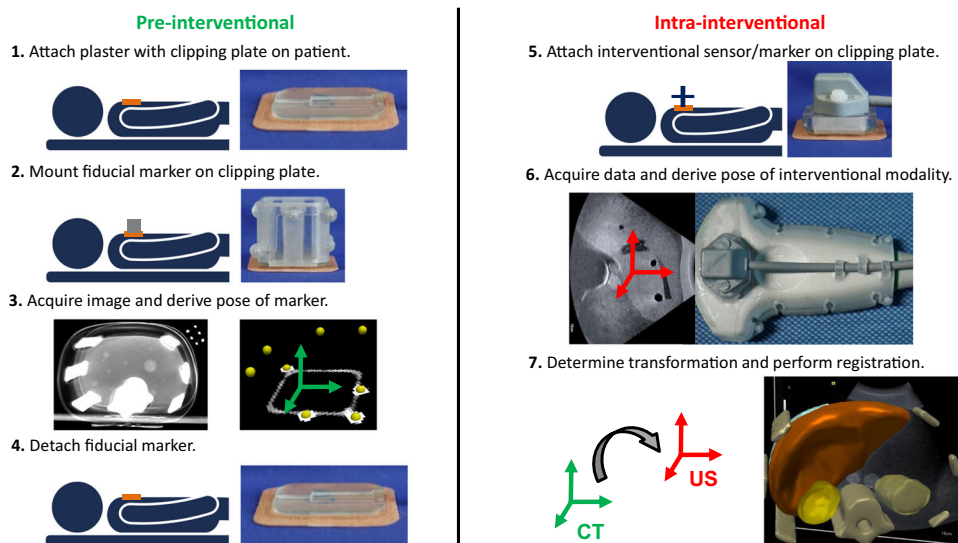 Pre-interventional
1. Attach plaster with clipping plate on patient.
2. Mount fiducial marker on clipping plate.
3. Acquire image and derive pose of marker.
4. Detach fiducial marker.
Intra-interventional
5. Attach interventional sensor/marker on clipping plate.
6. Acquire data and derive pose of interventional modality.
7. Determine transformation and perform registration.
US
CT